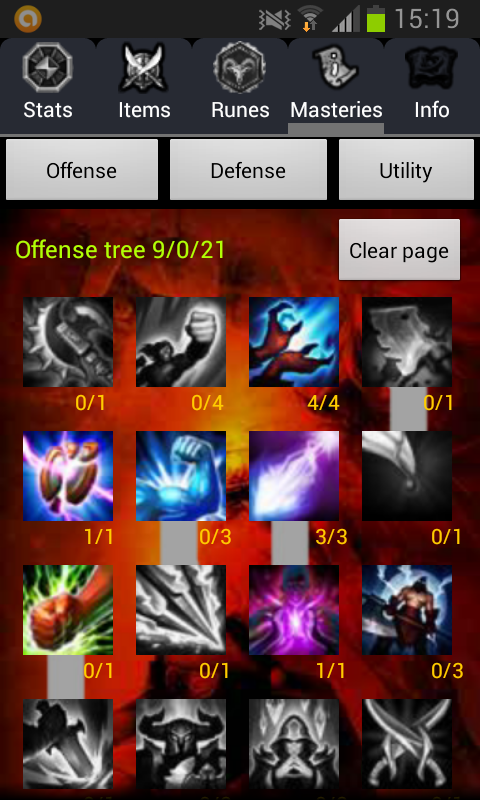 15:19
Stats Items Runes Masteries Info
Offense Defense Utility
Offense tree 9/0/21 Clear page
0/1 0/4 4/4 0/1
1/1 0/3 3/3 0/1
0/1 0/1 1/1 0/3